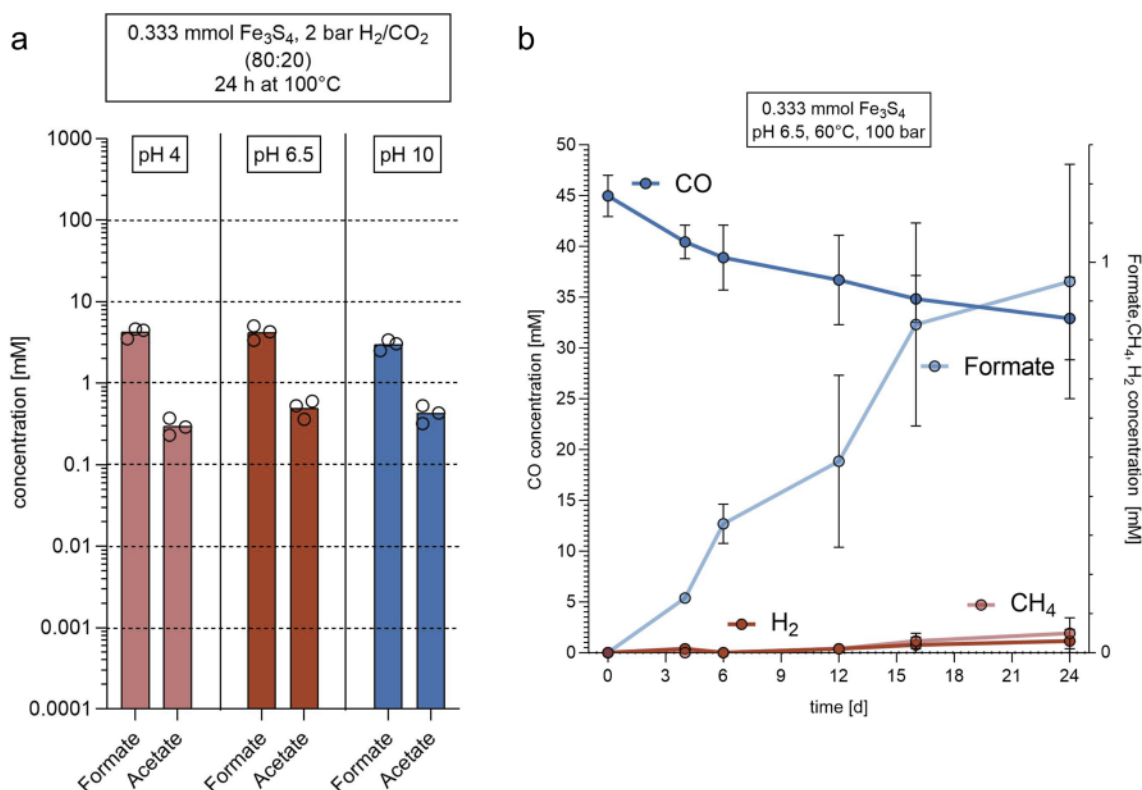 a
0.333 mmol Fe₃S₄, 2 bar H₂/CO₂
(80:20)
24 h at 100°C
concentration [mM]
1000
100
10
1
0.1
0.01
0.001
0.0001
pH 4
pH 6.5
pH 10
Formate
Acetate
Formate
Acetate
Formate
Acetate
b
0.333 mmol Fe₃S₄
pH 6.5, 60°C, 100 bar
CO concentration [mM]
50
45
40
35
30
25
20
15
10
5
0
CO
Formate
H₂
CH₄
0
3
6
9
12
15
18
21
24
time [d]
1
0
Formate,CH₄, H₂ concentration
[mM]